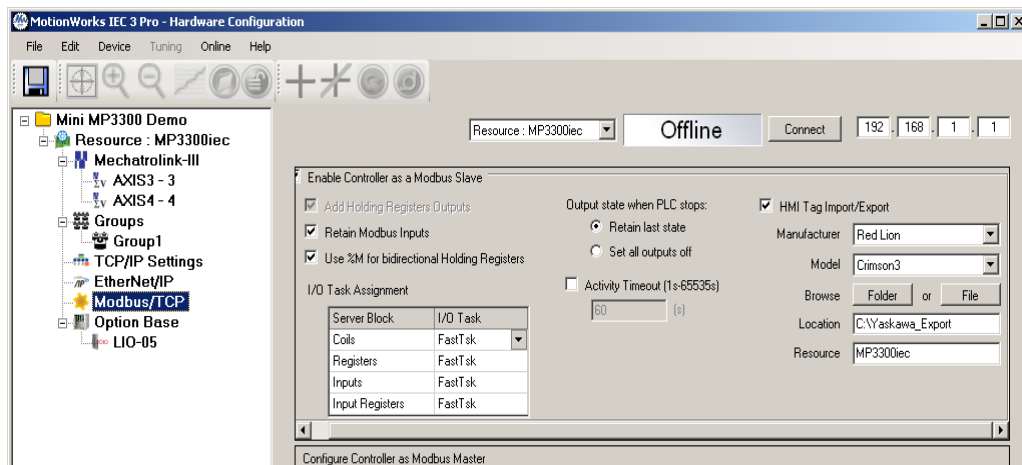 MotionWorks IEC 3 Pro - Hardware Configuration
File Edit Device Tuning Online Help
Mini MP3300 Demo
Resource : MP3300iec
Mechatrolink-III
AXIS3 - 3
AXIS4 - 4
Groups
Group1
TCP/IP Settings
EtherNet/IP
Modbus/TCP
Option Base
LIO-05
Resource : MP3300iec Offline Connect 192 . 168 . 1 . 1
Enable Controller as a Modbus Slave
Add Holding Registers Outputs
Retain Modbus Inputs
Use %M for bidirectional Holding Registers
I/O Task Assignment
Server Block I/O Task
Coils FastTsk
Registers FastTsk
Inputs FastTsk
Input Registers FastTsk
Output state when PLC stops:
Retain last state
Set all outputs off
Activity Timeout (1s-65535s)
60 (s)
HMI Tag Import/Export
Manufacturer Red Lion
Model Crimson3
Browse Folder or File
Location C:\Yaskawa_Export
Resource MP3300iec
Configure Controller as Modbus Master